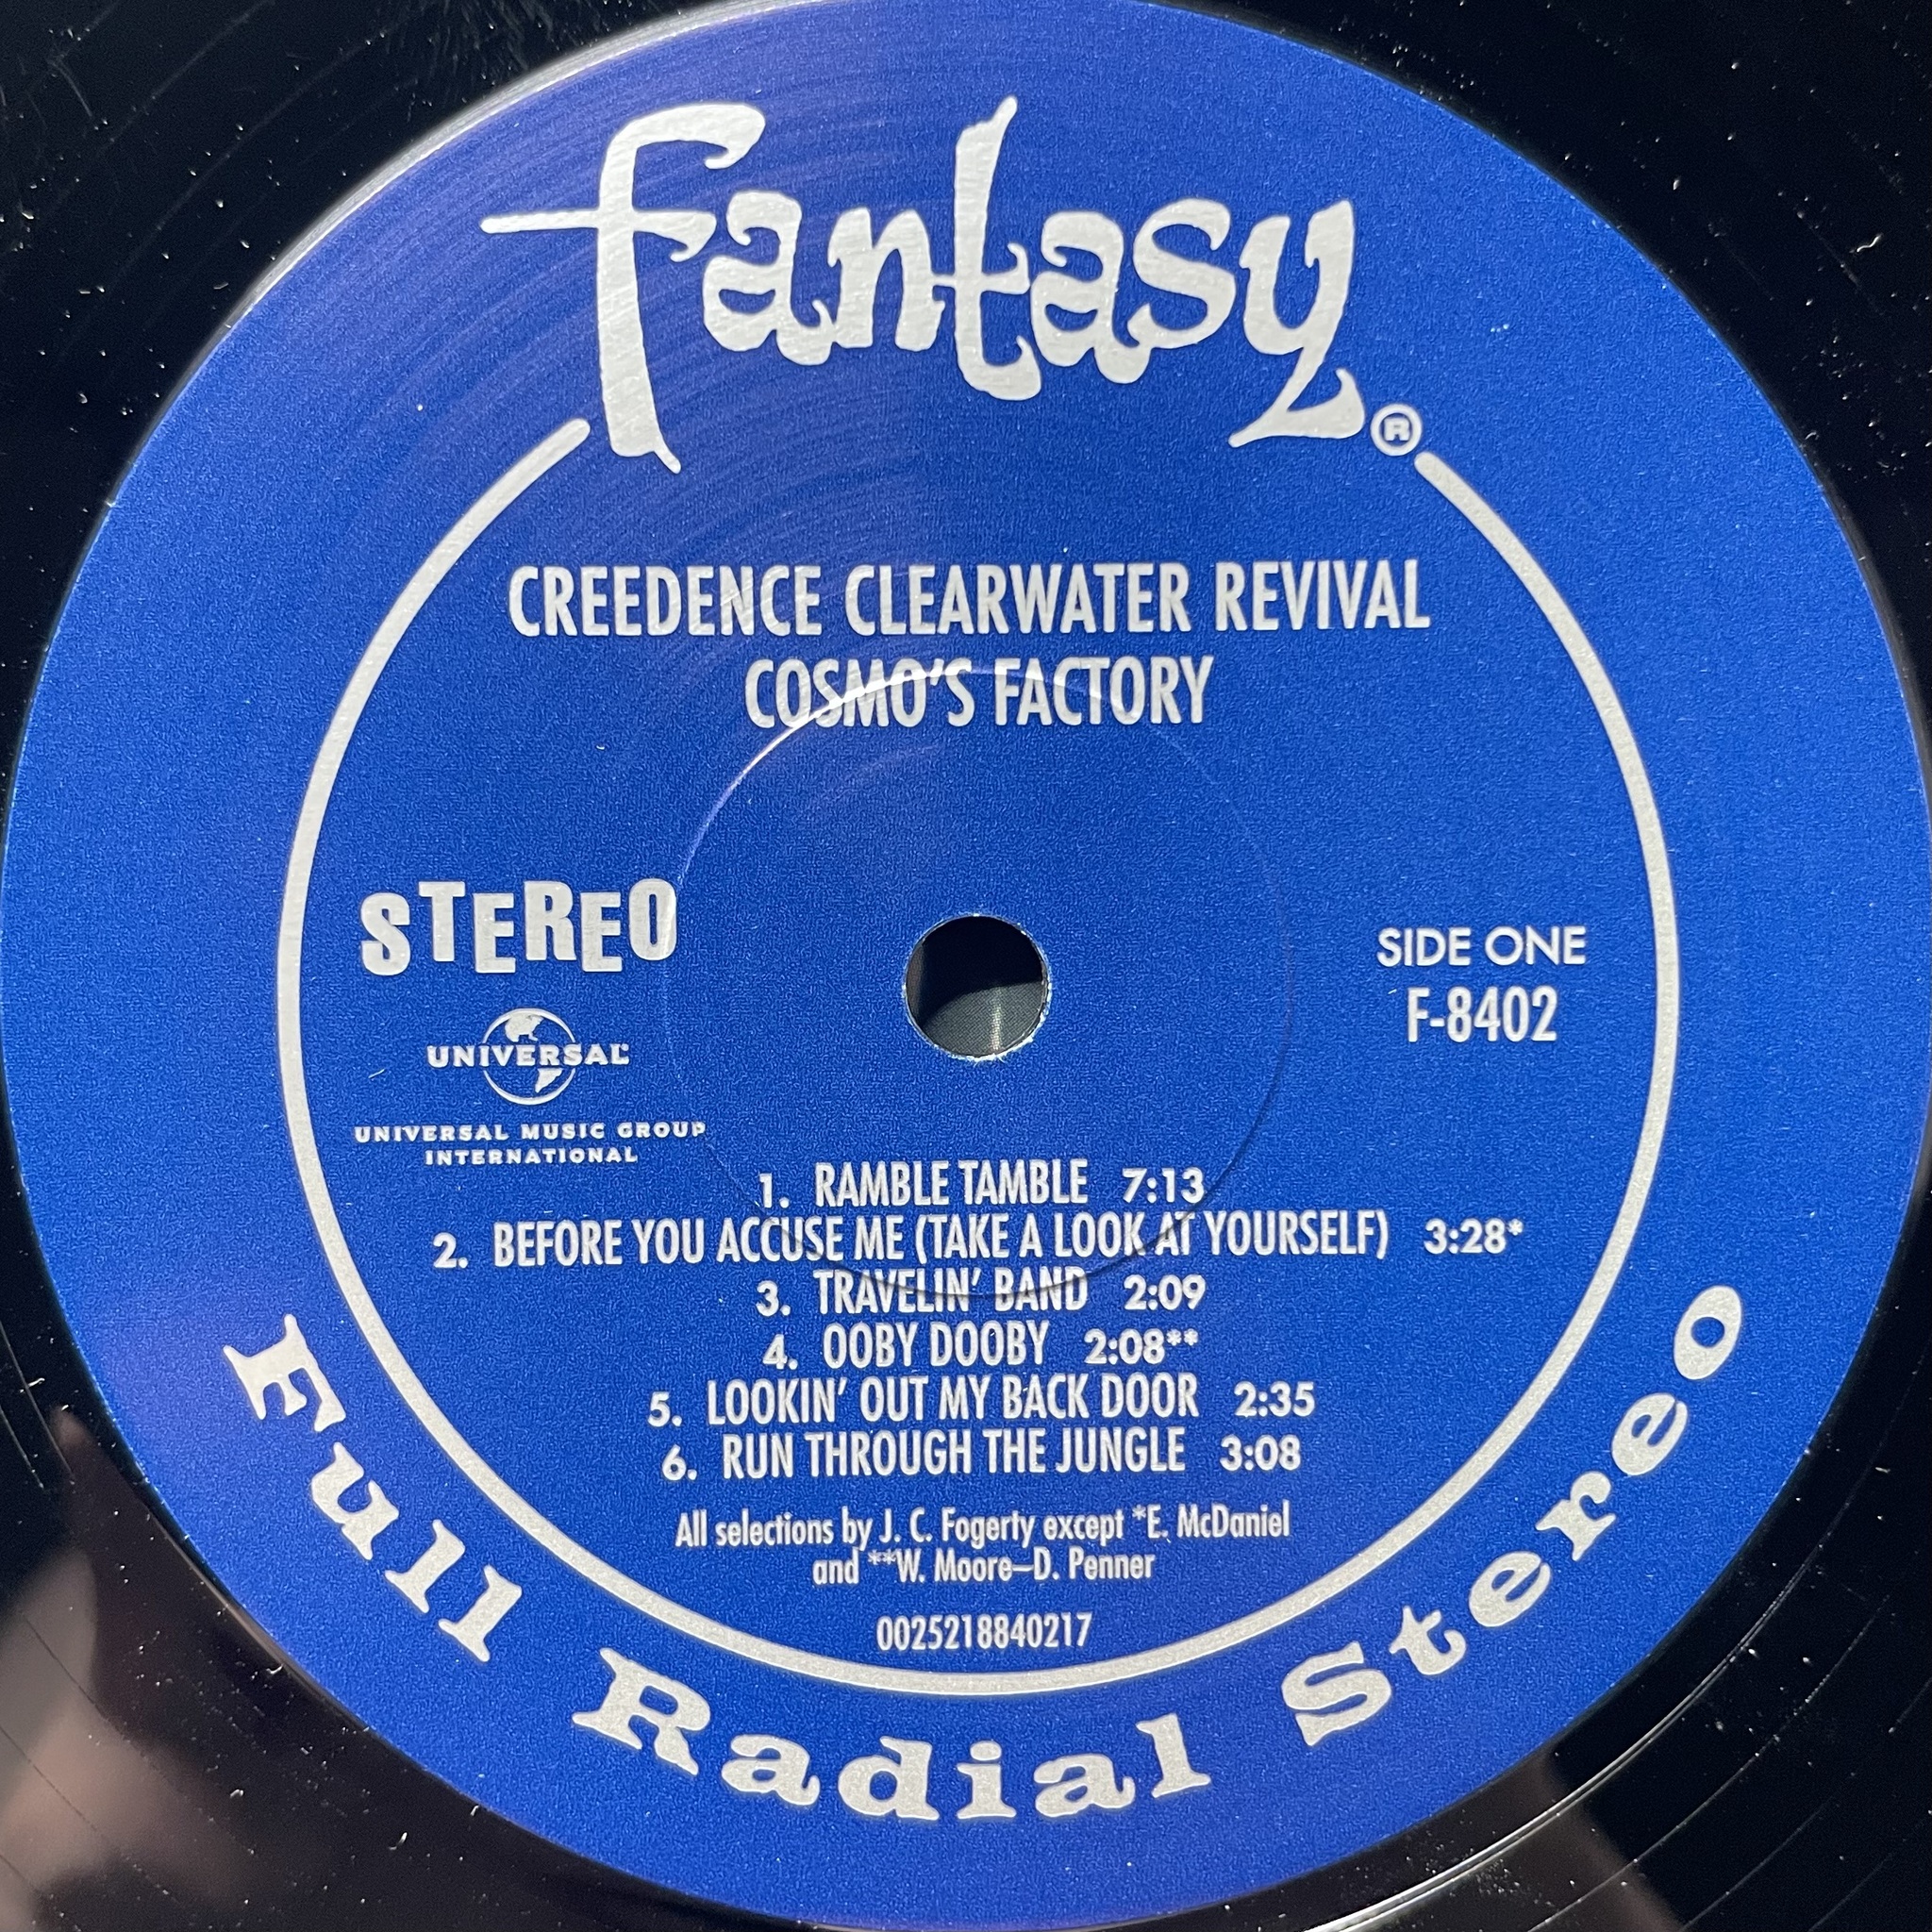 fantasy®
CREEDENCE CLEARWATER REVIVAL
COSMO'S FACTORY
STEREO
UNIVERSAL
UNIVERSAL MUSIC GROUP
INTERNATIONAL
SIDE ONE
F-8402
1. RAMBLE TAMBLE 7:13
2. BEFORE YOU ACCUSE ME (TAKE A LOOK AT YOURSELF) 3:28*
3. TRAVELIN' BAND 2:09
4. OOBY DOOBY 2:08**
5. LOOKIN' OUT MY BACK DOOR 2:35
6. RUN THROUGH THE JUNGLE 3:08
All selections by J. C. Fogerty except *E. McDaniel
and **W. Moore–D. Penner
0025218840217
Full Radial Stereo